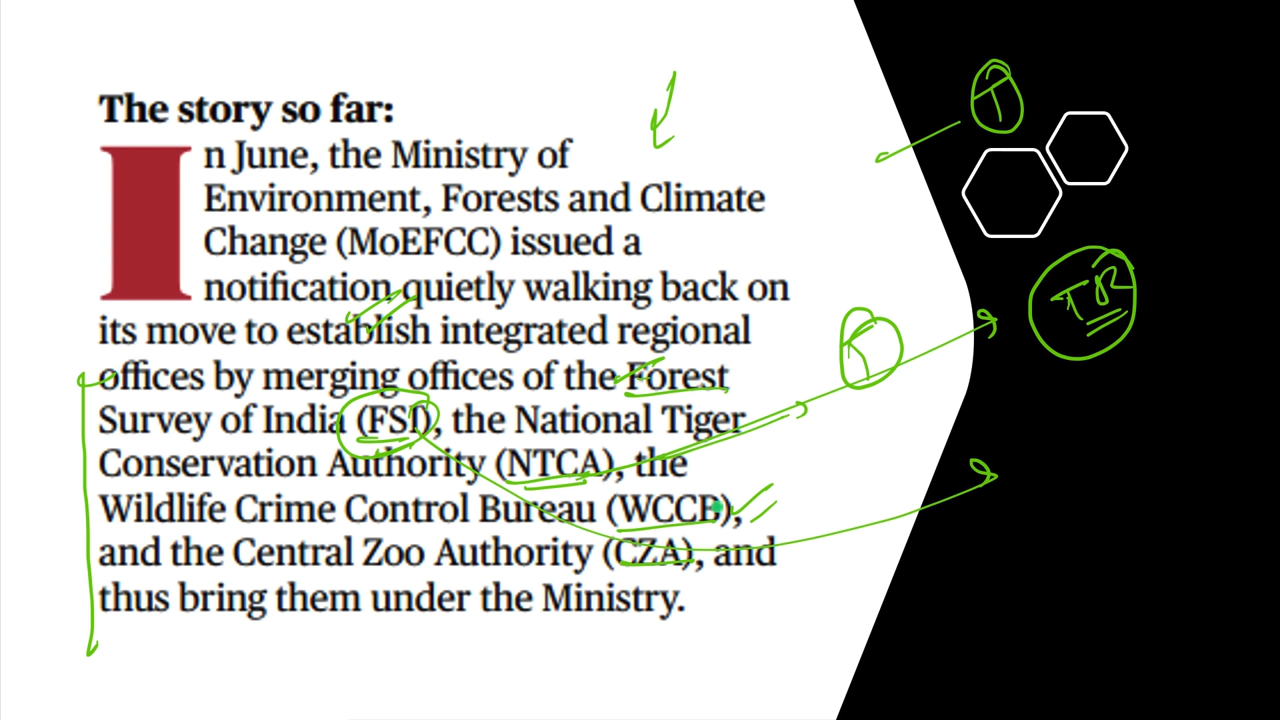 The story so far:
In June, the Ministry of
Environment, Forests and Climate
Change (MoEFCC) issued a
notification quietly walking back on
its move to establish integrated regional
offices by merging offices of the Forest
Survey of India (FSI), the National Tiger
Conservation Authority (NTCA), the
Wildlife Crime Control Bureau (WCCB),
and the Central Zoo Authority (CZA), and
thus bring them under the Ministry.
T
TR